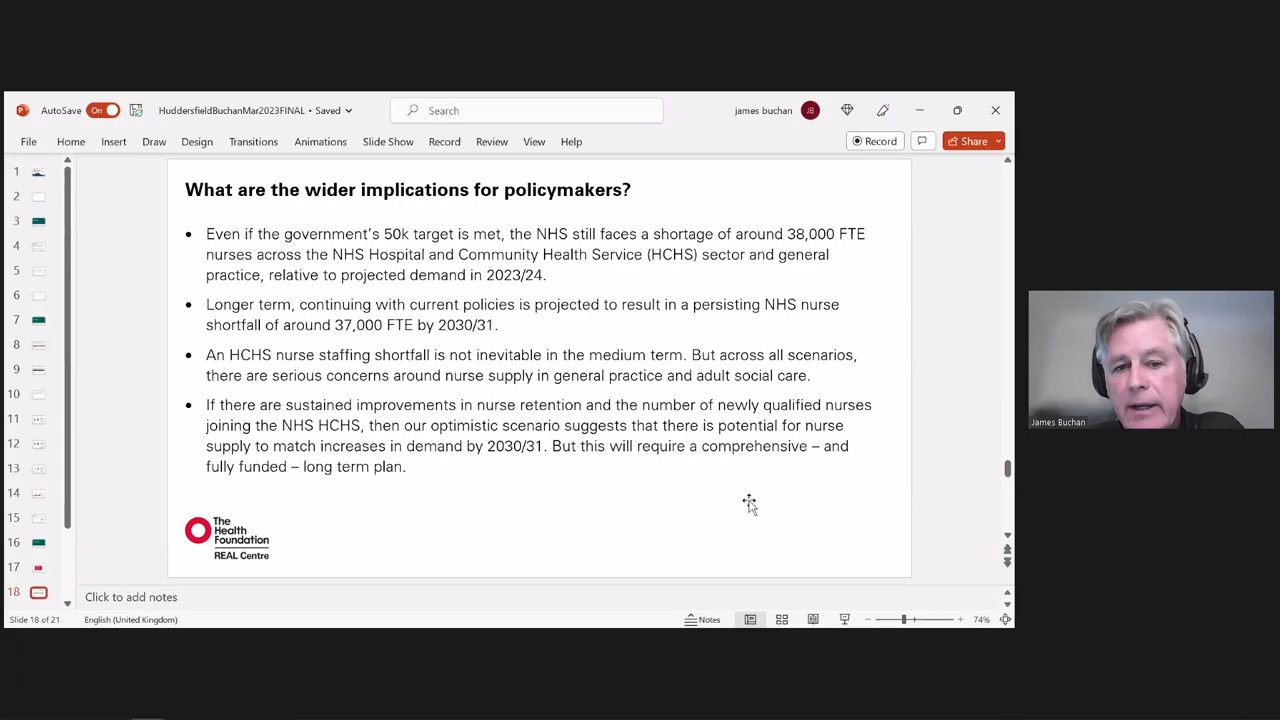 AutoSave On HuddersfieldBuchanMar2023FINAL • Saved Search james buchan JB
File Home Insert Draw Design Transitions Animations Slide Show Record Review View Help Record Share
1
2
3
4
5
6
7
8
9
10
11
12
13
14
15
16
17
18
What are the wider implications for policymakers?
• Even if the government's 50k target is met, the NHS still faces a shortage of around 38,000 FTE
nurses across the NHS Hospital and Community Health Service (HCHS) sector and general
practice, relative to projected demand in 2023/24.
• Longer term, continuing with current policies is projected to result in a persisting NHS nurse
shortfall of around 37,000 FTE by 2030/31.
• An HCHS nurse staffing shortfall is not inevitable in the medium term. But across all scenarios,
there are serious concerns around nurse supply in general practice and adult social care.
• If there are sustained improvements in nurse retention and the number of newly qualified nurses
joining the NHS HCHS, then our optimistic scenario suggests that there is potential for nurse
supply to match increases in demand by 2030/31. But this will require a comprehensive – and
fully funded – long term plan.
The
Health
Foundation
REAL Centre
Click to add notes
Slide 18 of 21 English (United Kingdom) Notes 74%
James Buchan